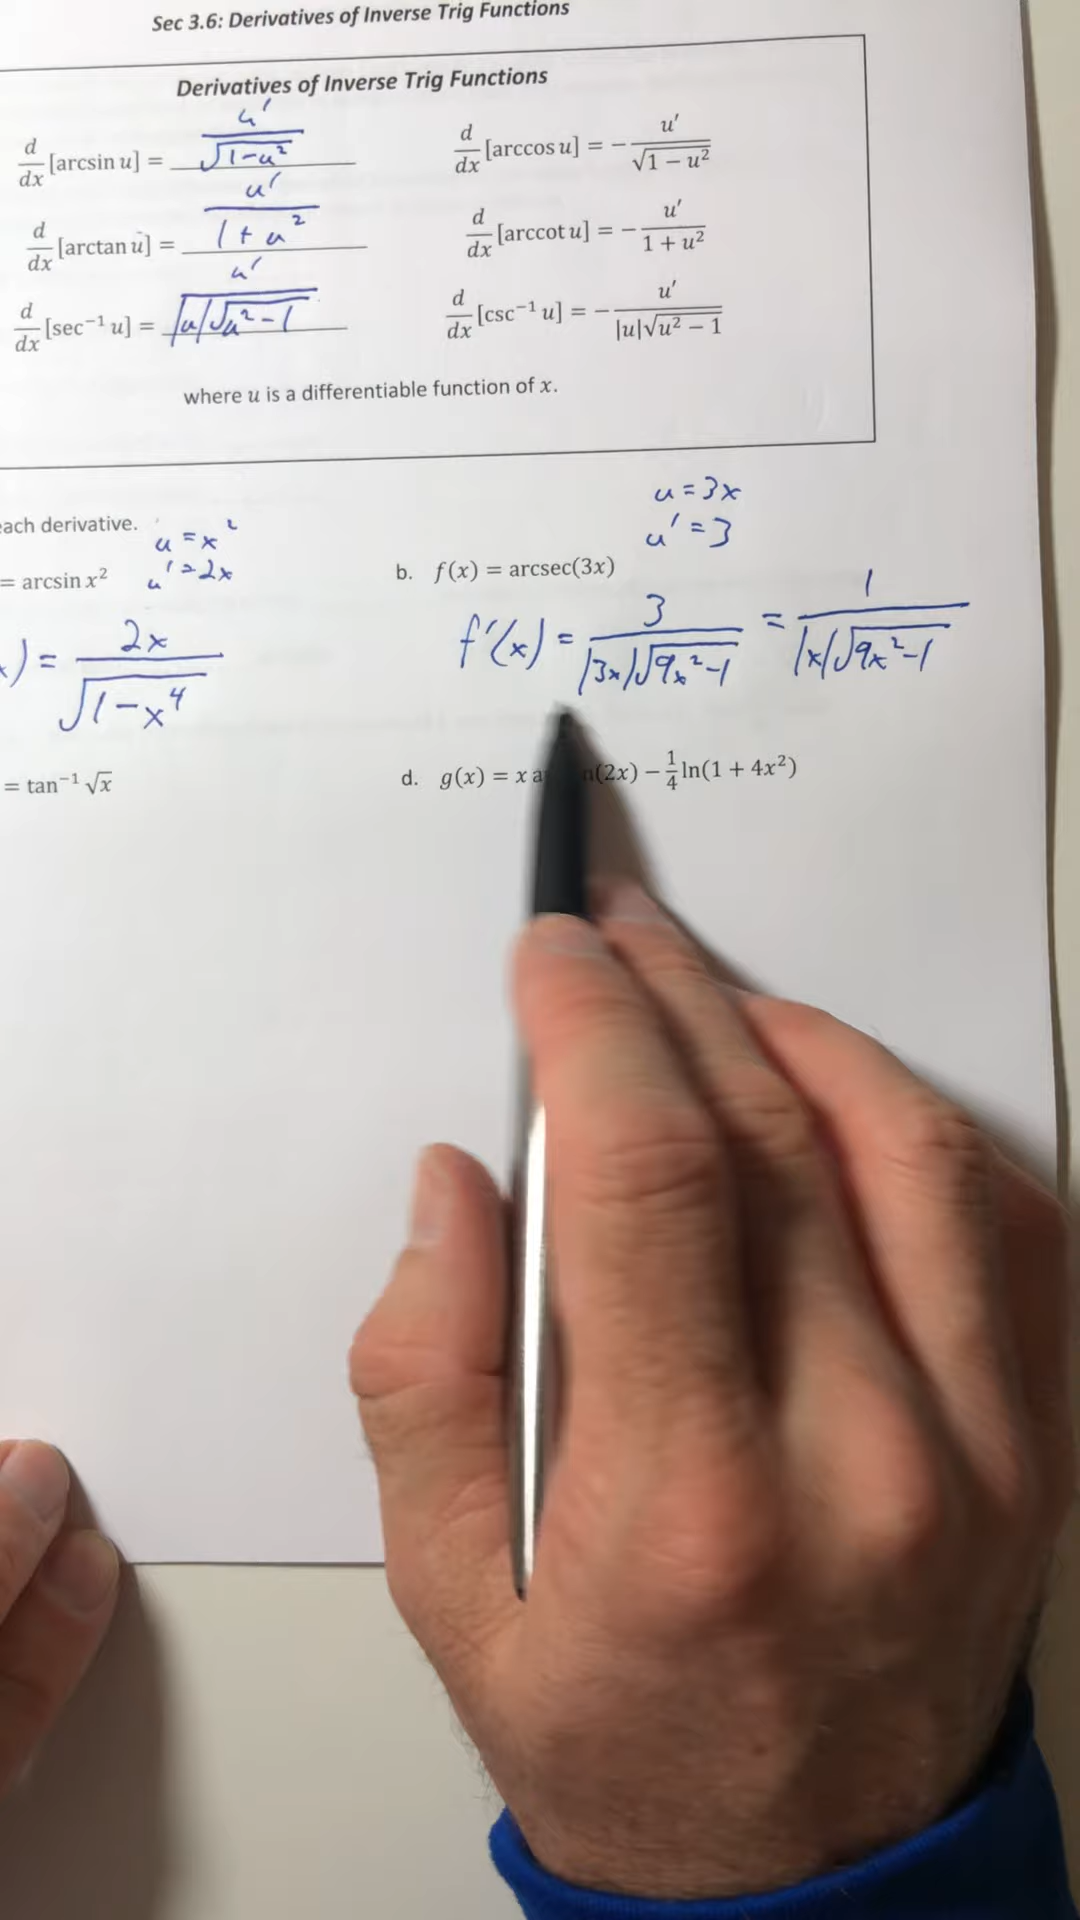 Sec 3.6: Derivatives of Inverse Trig Functions
Derivatives of Inverse Trig Functions
d/dx [arcsin u] = u'/√(1-u²)
d/dx [arccos u] = − u'/√(1 − u²)
d/dx [arctan u] = u'/(1+u²)
d/dx [arccot u] = − u'/(1 + u²)
d/dx [sec⁻¹ u] = u'/(|u|√(u²-1))
d/dx [csc⁻¹ u] = − u'/(|u|√(u² − 1))
where u is a differentiable function of x.
each derivative.
u = x²
u' = 2x
= arcsin x²
) = 2x/√(1-x⁴)
u = 3x
u' = 3
b. f(x) = arcsec(3x)
f'(x) = 3/(|3x|√(9x²-1)) = 1/(|x|√(9x²-1))
= tan⁻¹ √x
d. g(x) = x a n(2x) − ¼ ln(1 + 4x²)